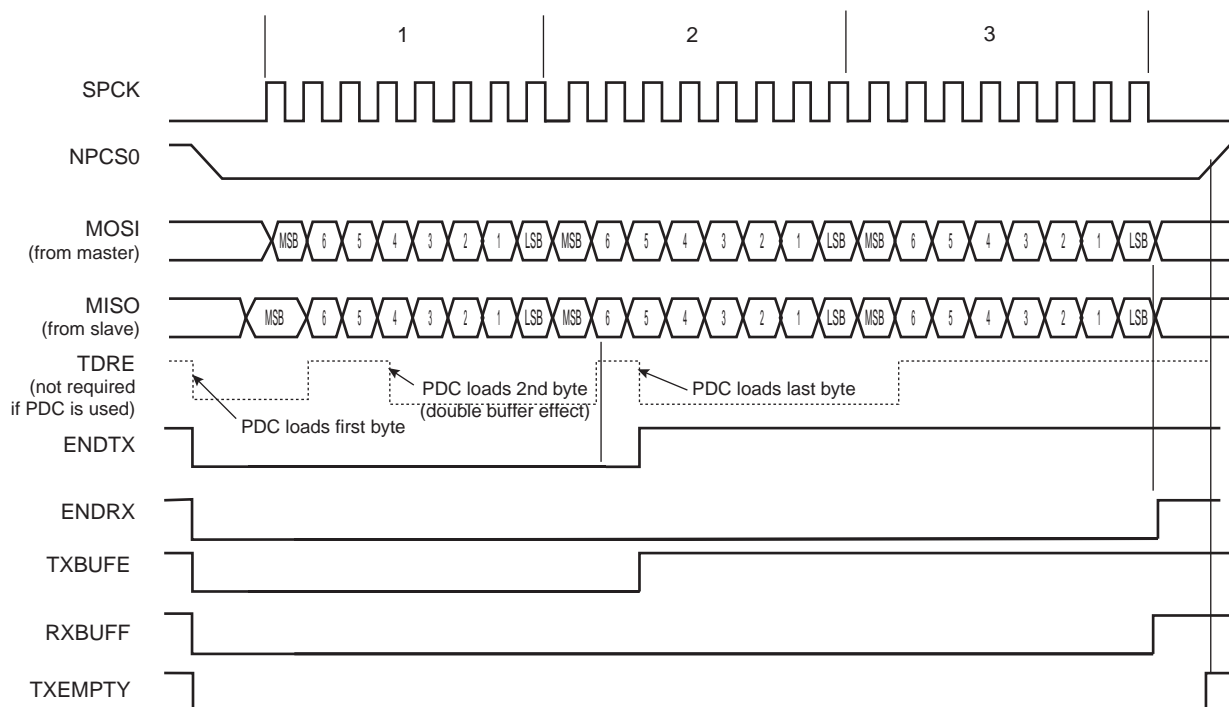 1 2 3
SPCK
NPCS0
MOSI
(from master)
MSB 6 5 4 3 2 1 LSB MSB 6 5 4 3 2 1 LSB MSB 6 5 4 3 2 1 LSB
MISO
(from slave)
MSB 6 5 4 3 2 1 LSB MSB 6 5 4 3 2 1 LSB MSB 6 5 4 3 2 1 LSB
TDRE
(not required
if PDC is used)
PDC loads first byte
PDC loads 2nd byte
(double buffer effect)
PDC loads last byte
ENDTX
ENDRX
TXBUFE
RXBUFF
TXEMPTY